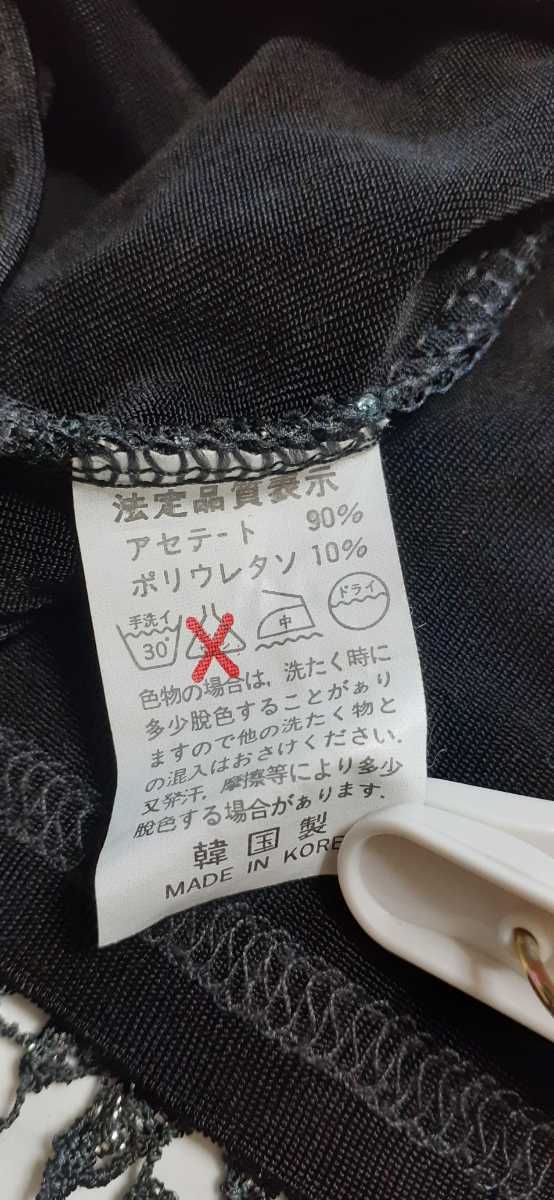 法定品質表示
アセテート 90%
ポリウレタソ 10%
手洗イ 30 中 ドライ
色物の場合は、洗たく時に
多少脱色することがあり
ますので他の洗たく物と
の混入はおさけください.
又発汗,摩擦等により多少
脱色する場合があります.
韓国製
MADE IN KORE